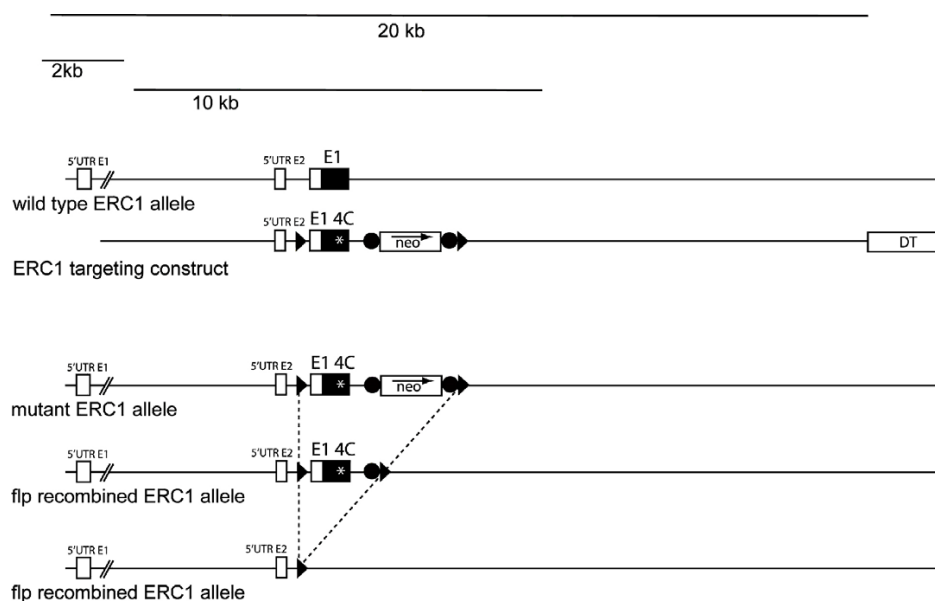 20 kb
2kb
10 kb
5'UTR E1 5'UTR E2 E1
wild type ERC1 allele
5'UTR E2 E1 4C
* neo DT
ERC1 targeting construct
5'UTR E1 5'UTR E2 E1 4C
* neo
mutant ERC1 allele
5'UTR E1 5'UTR E2 E1 4C
*
flp recombined ERC1 allele
5'UTR E1 5'UTR E2
flp recombined ERC1 allele